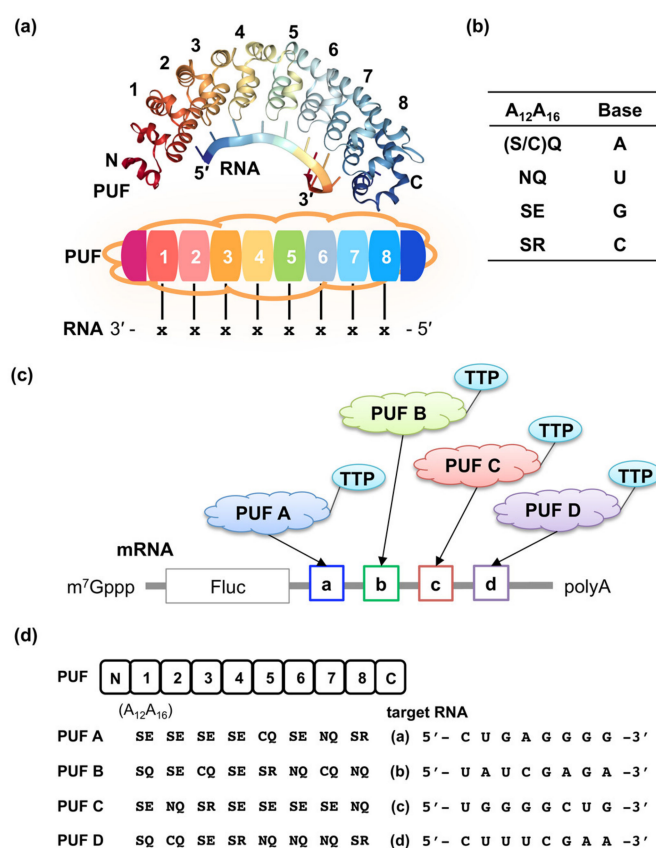 (a)
1 2 3 4 5 6 7 8
N
PUF
5′
RNA
3′
C
PUF 1 2 3 4 5 6 7 8
x x x x x x x x
RNA 3′ - - 5′
(b)
A12A16 Base
(S/C)Q A
NQ U
SE G
SR C
(c)
TTP
PUF B
TTP
PUF C
TTP
PUF A
TTP
PUF D
mRNA
m7Gppp Fluc a b c d polyA
(d)
PUF N 1 2 3 4 5 6 7 8 C
(A12A16) target RNA
PUF A SE SE SE SE CQ SE NQ SR (a) 5′- C U G A G G G G -3′
PUF B SQ SE CQ SE SR NQ CQ NQ (b) 5′- U A U C G A G A -3′
PUF C SE NQ SR SE SE SE SE NQ (c) 5′- U G G G G C U G -3′
PUF D SQ CQ SE SR NQ NQ NQ SR (d) 5′- C U U U C G A A -3′